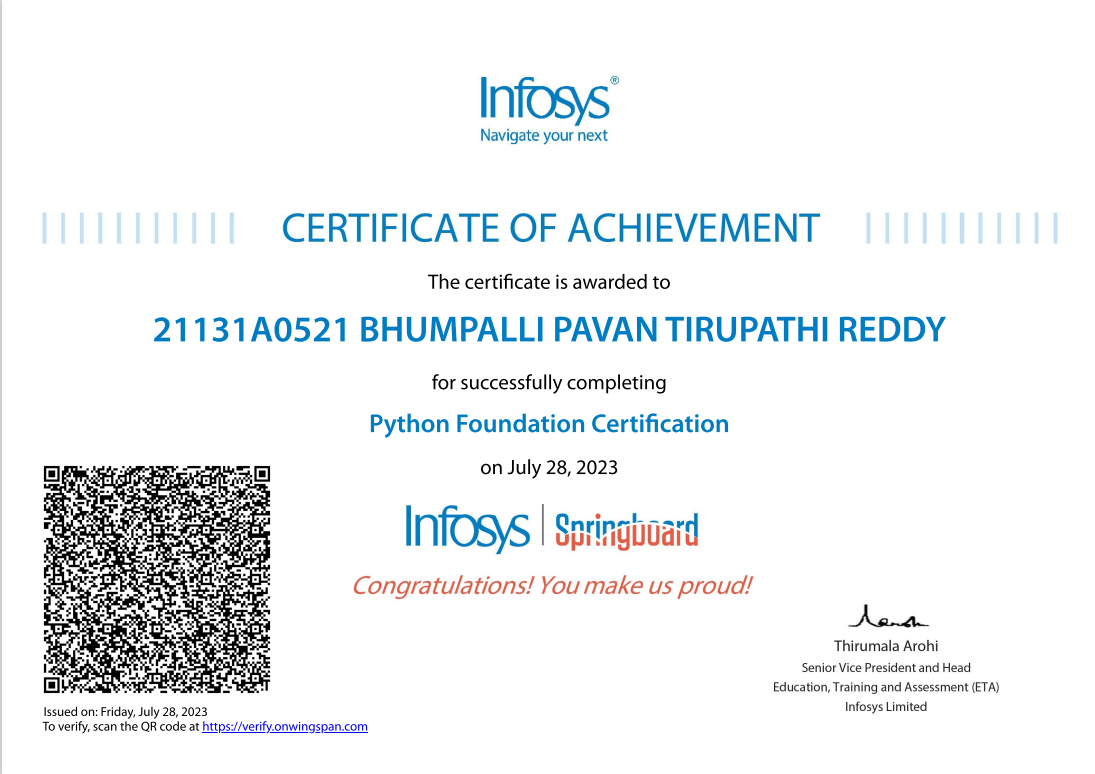 Infosys®
Navigate your next
CERTIFICATE OF ACHIEVEMENT
The certificate is awarded to
21131A0521 BHUMPALLI PAVAN TIRUPATHI REDDY
for successfully completing
Python Foundation Certification
on July 28, 2023
Infosys | Springboard
Congratulations! You make us proud!
Thirumala Arohi
Senior Vice President and Head
Education, Training and Assessment (ETA)
Infosys Limited
Issued on: Friday, July 28, 2023
To verify, scan the QR code at https://verify.onwingspan.com